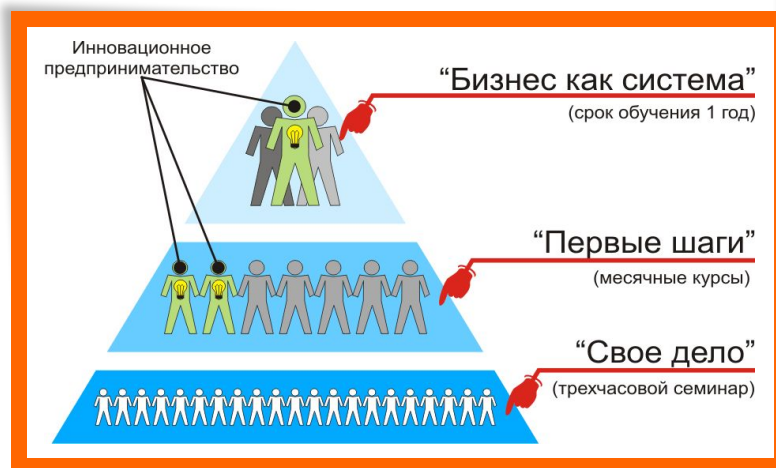 Инновационное
предпринимательство
“Бизнес как система”
(срок обучения 1 год)
“Первые шаги”
(месячные курсы)
“Свое дело”
(трехчасовой семинар)